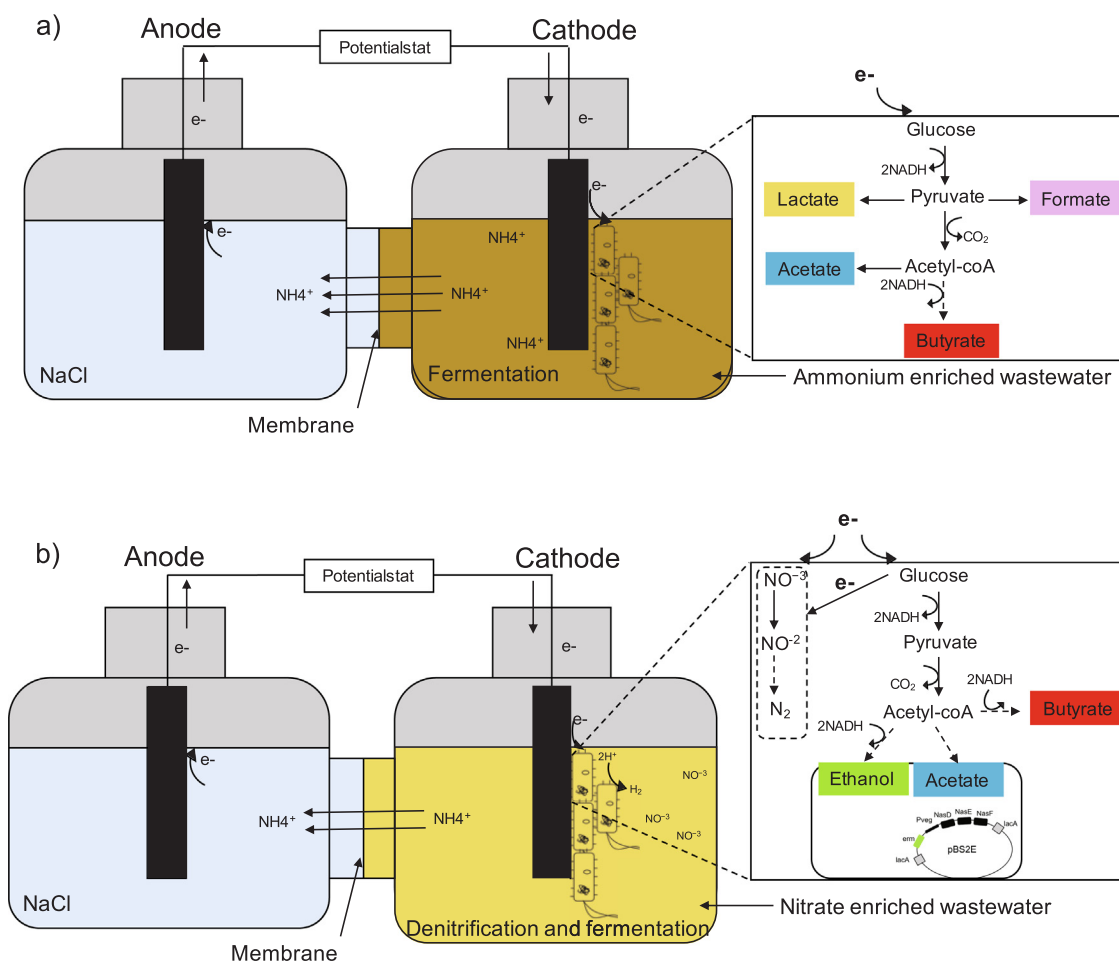 a)
Anode
Cathode
Potentialstat
e-
e-
e-
e-
e-
NH4⁺
NH4⁺
NH4⁺
NH4⁺
NaCl
Fermentation
Membrane
Ammonium enriched wastewater
Glucose
2NADH
Lactate
Pyruvate
Formate
CO₂
Acetate
Acetyl-coA
2NADH
Butyrate
b)
Anode
Cathode
Potentialstat
e-
e-
e-
e-
e-
e-
NH4⁺
NH4⁺
2H⁺
H₂
NO⁻³
NO⁻³
NO⁻³
NaCl
Denitrification and fermentation
Membrane
Nitrate enriched wastewater
NO⁻³
Glucose
2NADH
NO⁻²
Pyruvate
CO₂
2NADH
N₂
Acetyl-coA
Butyrate
2NADH
Ethanol
Acetate
Pveg
NasD
NasE
NasF
lacA
erm
pBS2E
lacA